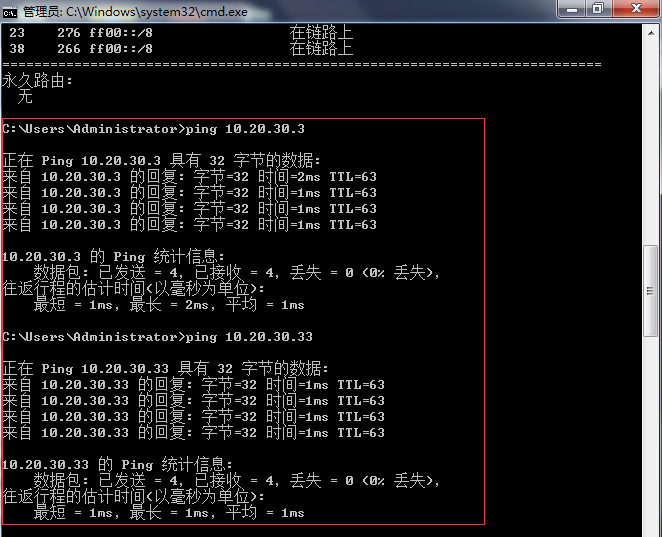 管理员: C:\Windows\system32\cmd.exe
23 276 ff00::/8 在链路上
38 266 ff00::/8 在链路上
===========================================================================
永久路由:
无
C:\Users\Administrator>ping 10.20.30.3
正在 Ping 10.20.30.3 具有 32 字节的数据:
来自 10.20.30.3 的回复: 字节=32 时间=2ms TTL=63
来自 10.20.30.3 的回复: 字节=32 时间=1ms TTL=63
来自 10.20.30.3 的回复: 字节=32 时间=1ms TTL=63
来自 10.20.30.3 的回复: 字节=32 时间=1ms TTL=63
10.20.30.3 的 Ping 统计信息:
数据包: 已发送 = 4, 已接收 = 4, 丢失 = 0 (0% 丢失),
往返行程的估计时间(以毫秒为单位):
最短 = 1ms, 最长 = 2ms, 平均 = 1ms
C:\Users\Administrator>ping 10.20.30.33
正在 Ping 10.20.30.33 具有 32 字节的数据:
来自 10.20.30.33 的回复: 字节=32 时间=1ms TTL=63
来自 10.20.30.33 的回复: 字节=32 时间=1ms TTL=63
来自 10.20.30.33 的回复: 字节=32 时间=1ms TTL=63
来自 10.20.30.33 的回复: 字节=32 时间=1ms TTL=63
10.20.30.33 的 Ping 统计信息:
数据包: 已发送 = 4, 已接收 = 4, 丢失 = 0 (0% 丢失),
往返行程的估计时间(以毫秒为单位):
最短 = 1ms, 最长 = 1ms, 平均 = 1ms